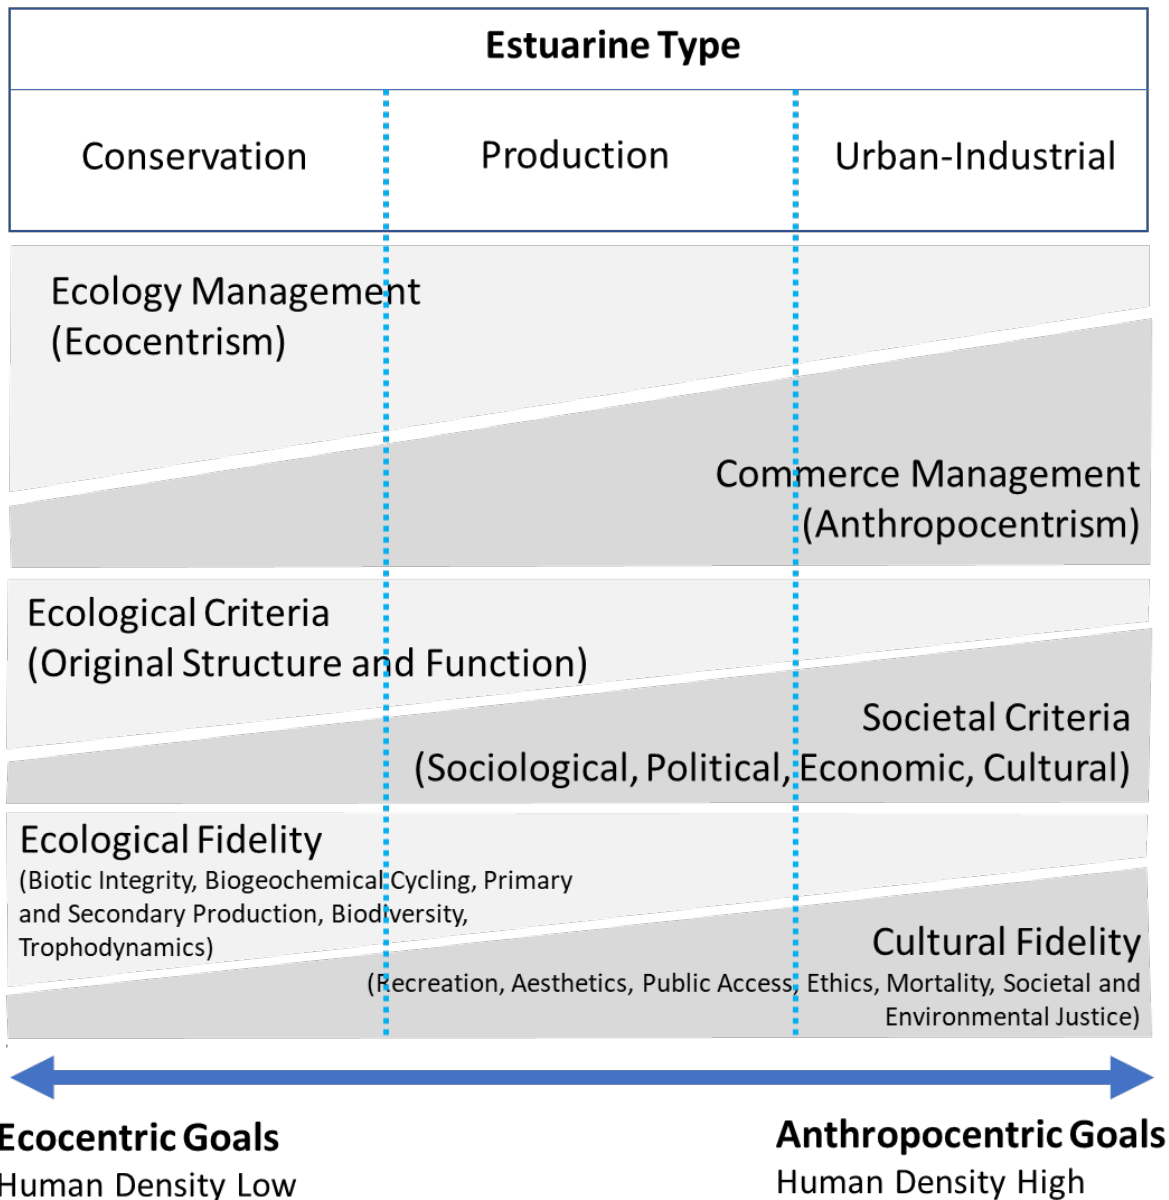 Estuarine Type
Conservation
Production
Urban-Industrial
Ecology Management
(Ecocentrism)
Commerce Management
(Anthropocentrism)
Ecological Criteria
(Original Structure and Function)
Societal Criteria
(Sociological, Political, Economic, Cultural)
Ecological Fidelity
(Biotic Integrity, Biogeochemical Cycling, Primary
and Secondary Production, Biodiversity,
Trophodynamics)
Cultural Fidelity
(Recreation, Aesthetics, Public Access, Ethics, Mortality, Societal and
Environmental Justice)
Ecocentric Goals
Human Density Low
Anthropocentric Goals
Human Density High